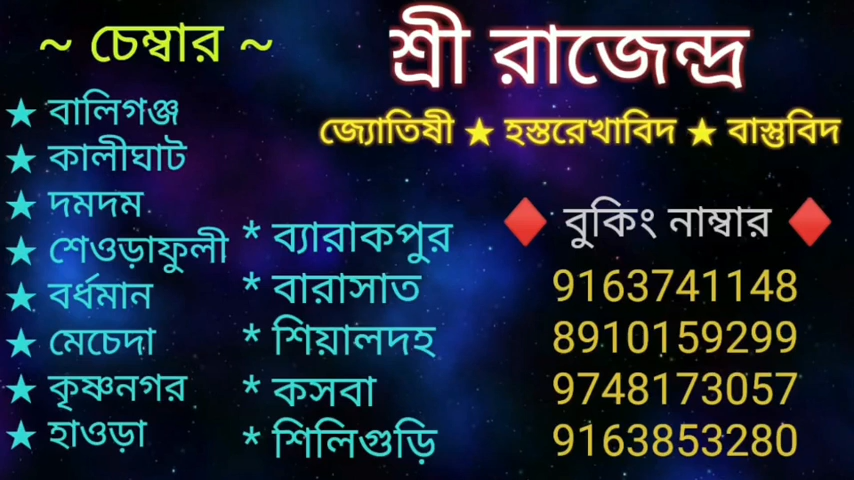 ~ চেম্বার ~
★ বালিগঞ্জ
★ কালীঘাট
★ দমদম
★ শেওড়াফুলী
★ বর্ধমান
★ মেচেদা
★ কৃষ্ণনগর
★ হাওড়া
* ব্যারাকপুর
* বারাসাত
* শিয়ালদহ
* কসবা
* শিলিগুড়ি
শ্রী রাজেন্দ্র
জ্যোতিষী ★ হস্তরেখাবিদ ★ বাস্তুবিদ
♦ বুকিং নাম্বার ♦
9163741148
8910159299
9748173057
9163853280